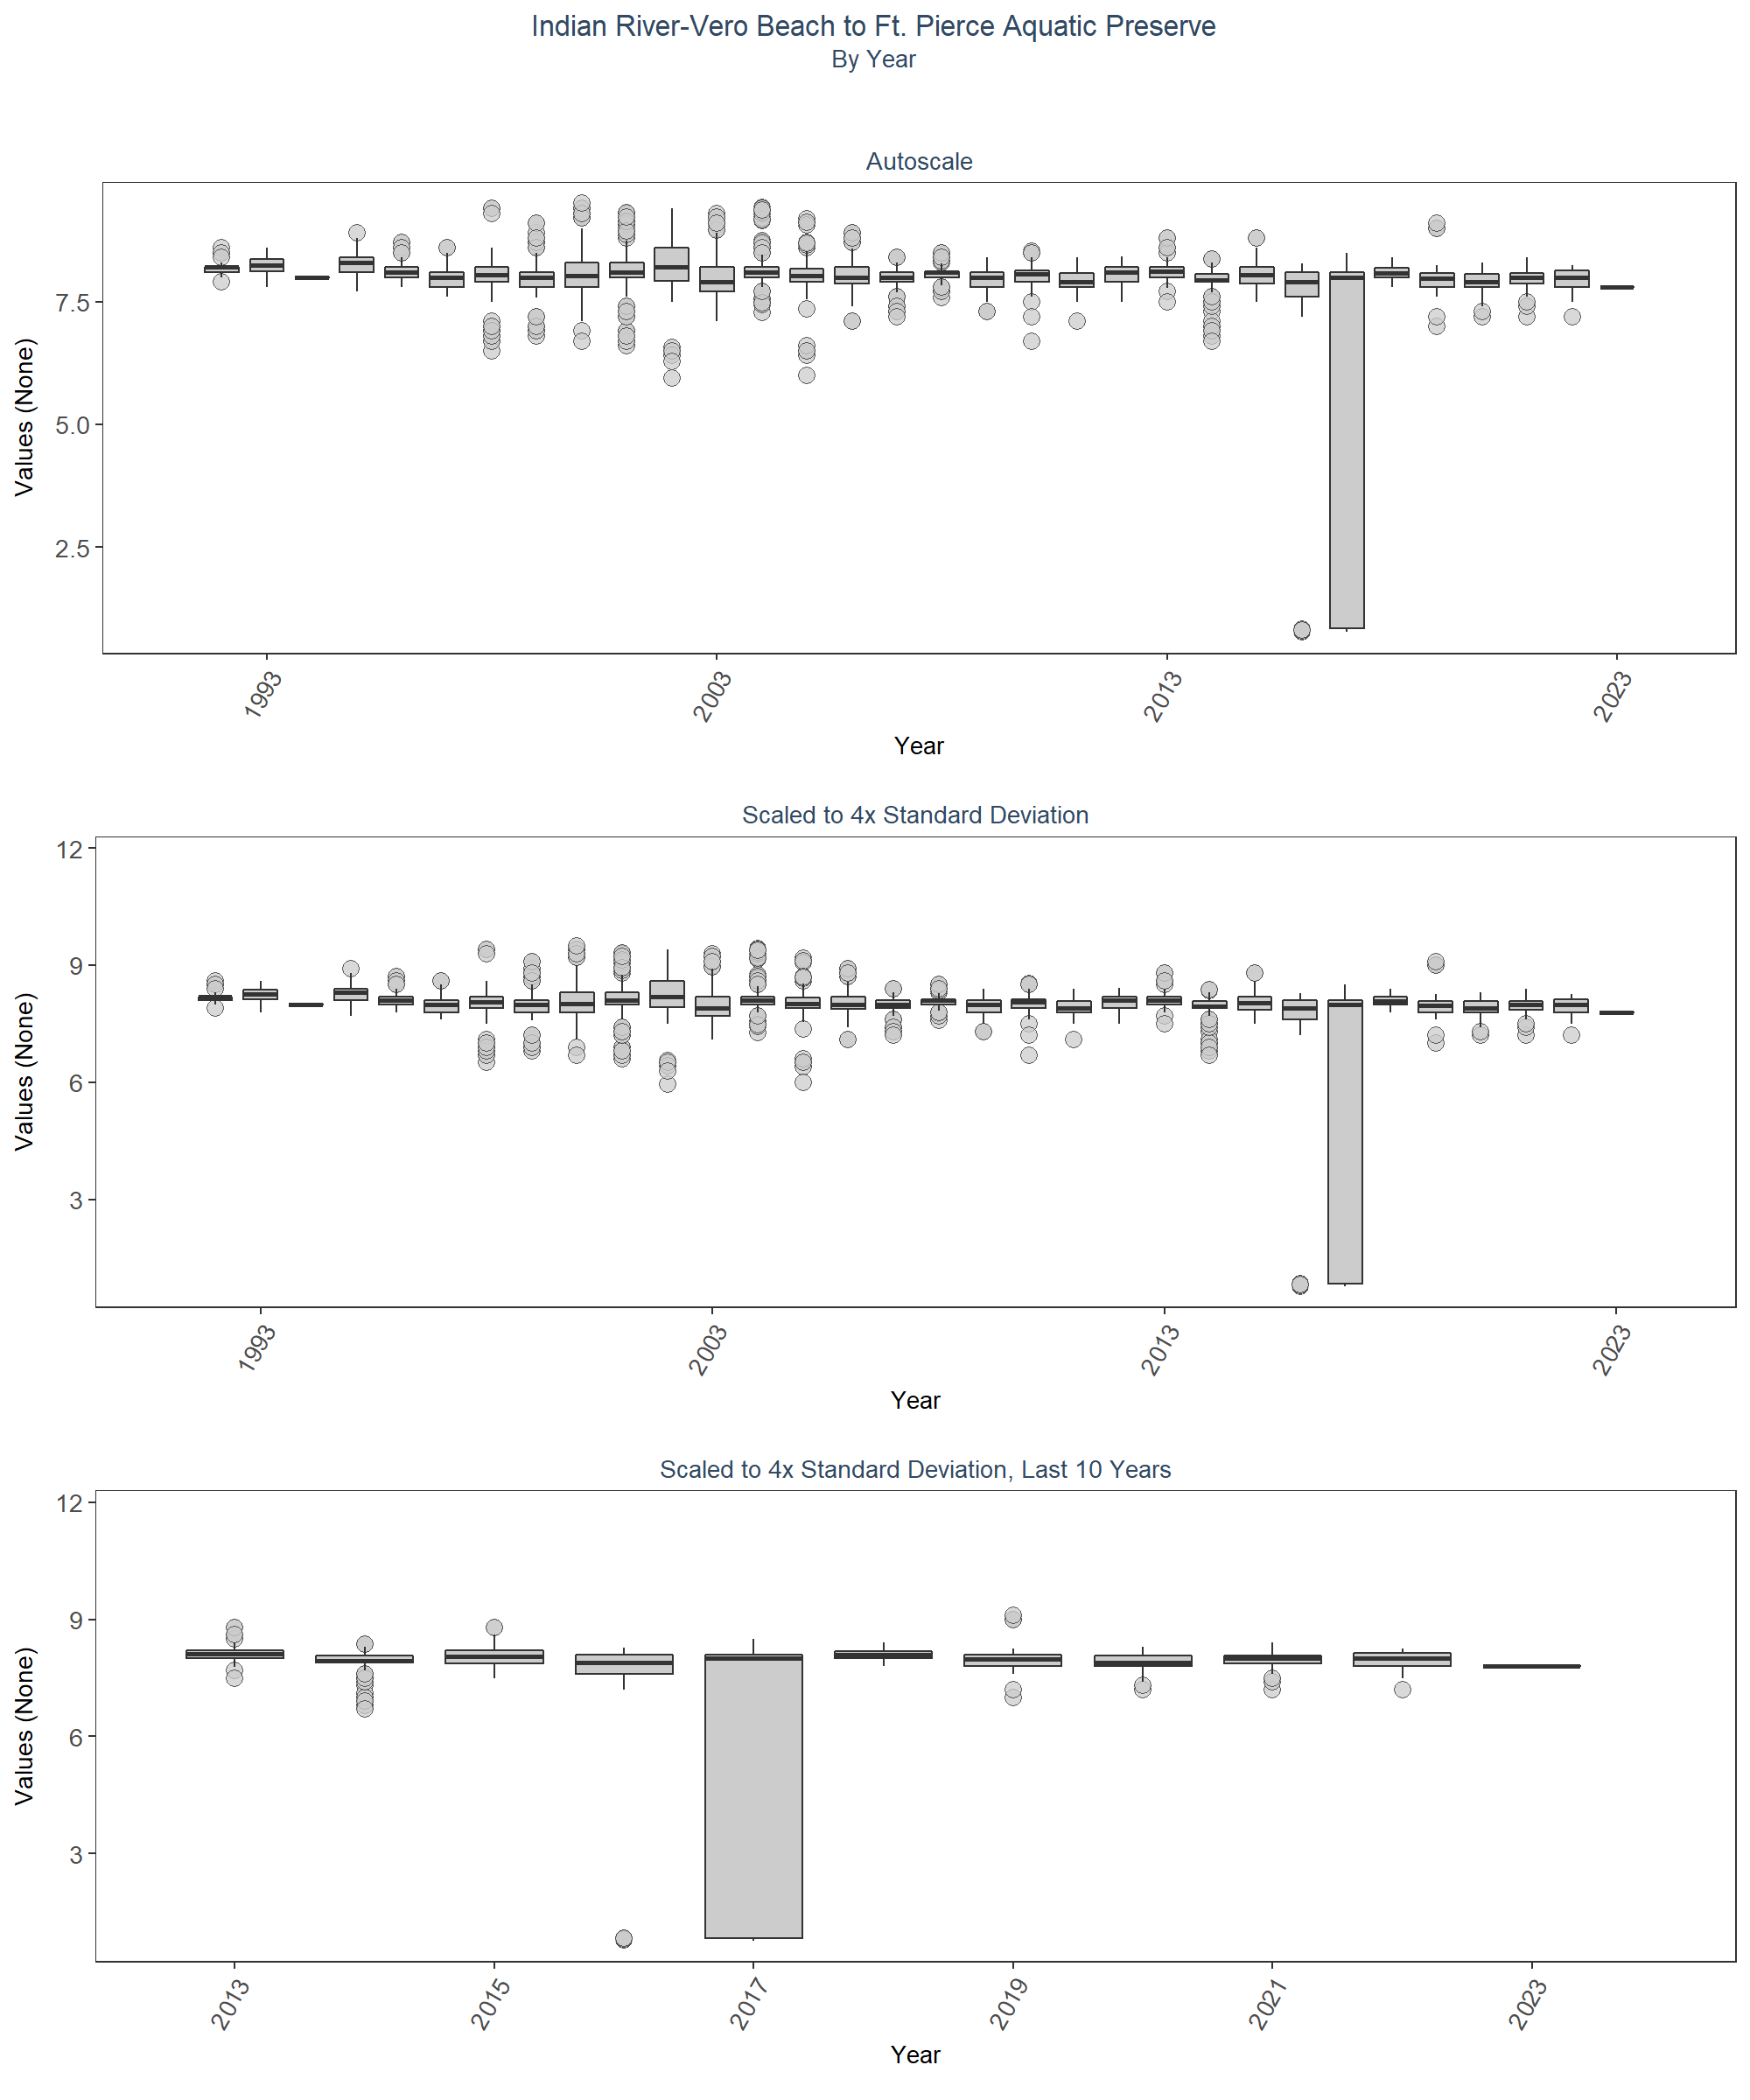 Indian River-Vero Beach to Ft. Pierce Aquatic Preserve
By Year
Autoscale
Values (None)
7.5
5.0
2.5
1993
2003
2013
2023
Year
Scaled to 4x Standard Deviation
Values (None)
12
9
6
3
1993
2003
2013
2023
Year
Scaled to 4x Standard Deviation, Last 10 Years
Values (None)
12
9
6
3
2013
2015
2017
2019
2021
2023
Year